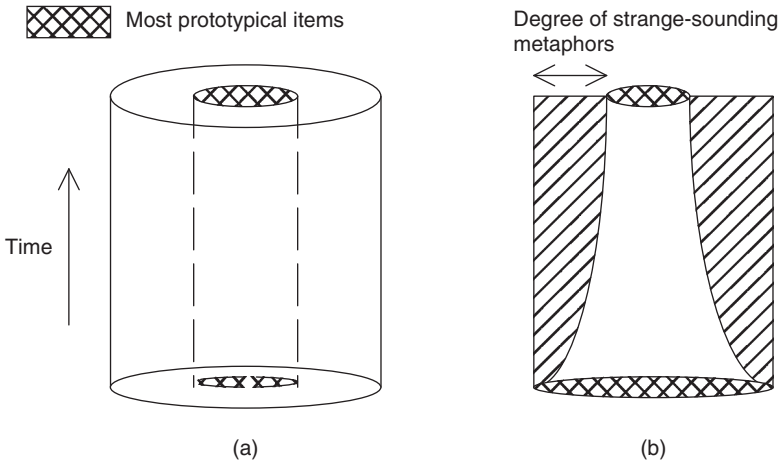 Most prototypical items
Degree of strange-sounding
metaphors
Time
(a)
(b)